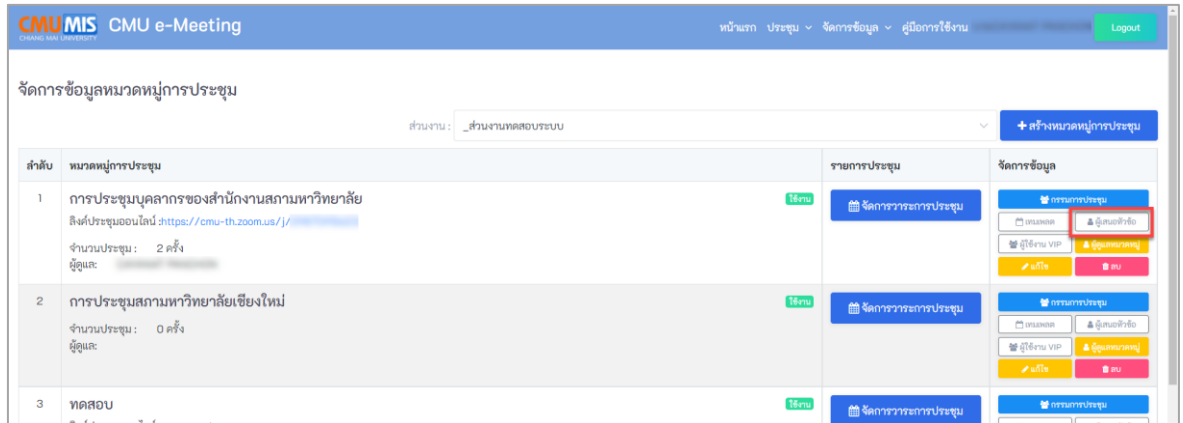 CMU MIS CMU e-Meeting หน้าแรก ประชุม จัดการข้อมูล คู่มือการใช้งาน Logout
CHIANG MAI UNIVERSITY
จัดการข้อมูลหมวดหมู่การประชุม
ส่วนงาน : _ส่วนงานทดสอบระบบ + สร้างหมวดหมู่การประชุม
ลำดับ หมวดหมู่การประชุม รายการประชุม จัดการข้อมูล
1 การประชุมบุคลากรของสำนักงานสภามหาวิทยาลัย ใช้งาน จัดการวาระการประชุม กรรมการประชุม
ลิงค์ประชุมออนไลน์ :https://cmu-th.zoom.us/j/ เทมเพลต ผู้เสนอหัวข้อ
จำนวนประชุม : 2 ครั้ง ผู้ใช้งาน VIP ผู้ดูแลหมวดหมู่
ผู้ดูแล: แก้ไข ลบ
2 การประชุมสภามหาวิทยาลัยเชียงใหม่ ใช้งาน จัดการวาระการประชุม กรรมการประชุม
เทมเพลต ผู้เสนอหัวข้อ
จำนวนประชุม : 0 ครั้ง
ผู้ดูแล: ผู้ใช้งาน VIP ผู้ดูแลหมวดหมู่
แก้ไข ลบ
3 ทดสอบ ใช้งาน จัดการวาระการประชุม กรรมการประชุม